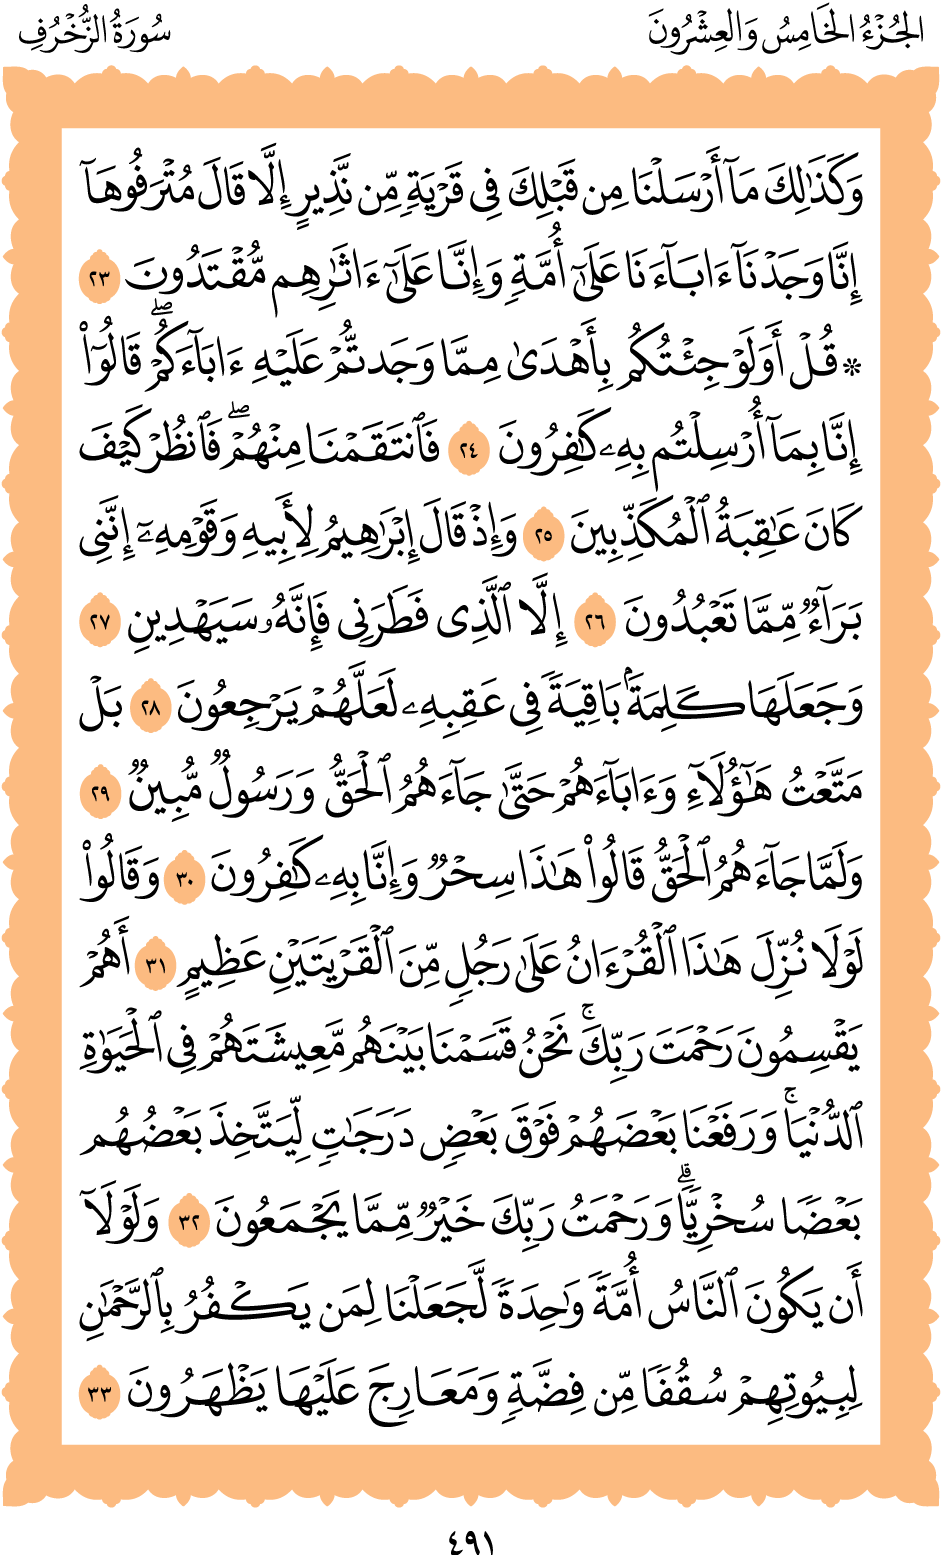 الجُزْءُ الخَامِسُ وَالعِشْرُونَ
سُورَةُ الزُّخْرُفِ
وَكَذَٰلِكَ مَآ أَرْسَلْنَا مِن قَبْلِكَ فِى قَرْيَةٍۢ مِّن نَّذِيرٍ إِلَّا قَالَ مُتْرَفُوهَآ
إِنَّا وَجَدْنَآ ءَابَآءَنَا عَلَىٰٓ أُمَّةٍۢ وَإِنَّا عَلَىٰٓ ءَاثَٰرِهِم مُّقْتَدُونَ ٢٣
۞ قُلْ أَوَلَوْ جِئْتُكُم بِأَهْدَىٰ مِمَّا وَجَدتُّمْ عَلَيْهِ ءَابَآءَكُمْ ۖ قَالُوٓا۟
إِنَّا بِمَآ أُرْسِلْتُم بِهِۦ كَٰفِرُونَ ٢٤ فَٱنتَقَمْنَا مِنْهُمْ ۖ فَٱنظُرْ كَيْفَ
كَانَ عَٰقِبَةُ ٱلْمُكَذِّبِينَ ٢٥ وَإِذْ قَالَ إِبْرَٰهِيمُ لِأَبِيهِ وَقَوْمِهِۦٓ إِنَّنِى
بَرَآءٌۭ مِّمَّا تَعْبُدُونَ ٢٦ إِلَّا ٱلَّذِى فَطَرَنِى فَإِنَّهُۥ سَيَهْدِينِ ٢٧
وَجَعَلَهَا كَلِمَةًۢ بَاقِيَةًۭ فِى عَقِبِهِۦ لَعَلَّهُمْ يَرْجِعُونَ ٢٨ بَلْ
مَتَّعْتُ هَٰٓؤُلَآءِ وَءَابَآءَهُمْ حَتَّىٰ جَآءَهُمُ ٱلْحَقُّ وَرَسُولٌۭ مُّبِينٌۭ ٢٩
وَلَمَّا جَآءَهُمُ ٱلْحَقُّ قَالُوا۟ هَٰذَا سِحْرٌۭ وَإِنَّا بِهِۦ كَٰفِرُونَ ٣٠ وَقَالُوا۟
لَوْلَا نُزِّلَ هَٰذَا ٱلْقُرْءَانُ عَلَىٰ رَجُلٍۢ مِّنَ ٱلْقَرْيَتَيْنِ عَظِيمٍ ٣١ أَهُمْ
يَقْسِمُونَ رَحْمَتَ رَبِّكَ ۚ نَحْنُ قَسَمْنَا بَيْنَهُم مَّعِيشَتَهُمْ فِى ٱلْحَيَوٰةِ
ٱلدُّنْيَا ۚ وَرَفَعْنَا بَعْضَهُمْ فَوْقَ بَعْضٍۢ دَرَجَٰتٍۢ لِّيَتَّخِذَ بَعْضُهُم
بَعْضًۭا سُخْرِيًّۭا ۗ وَرَحْمَتُ رَبِّكَ خَيْرٌۭ مِّمَّا يَجْمَعُونَ ٣٢ وَلَوْلَآ
أَن يَكُونَ ٱلنَّاسُ أُمَّةًۭ وَٰحِدَةًۭ لَّجَعَلْنَا لِمَن يَكْفُرُ بِٱلرَّحْمَٰنِ
لِبُيُوتِهِمْ سُقُفًۭا مِّن فِضَّةٍۢ وَمَعَارِجَ عَلَيْهَا يَظْهَرُونَ ٣٣
٤٩١